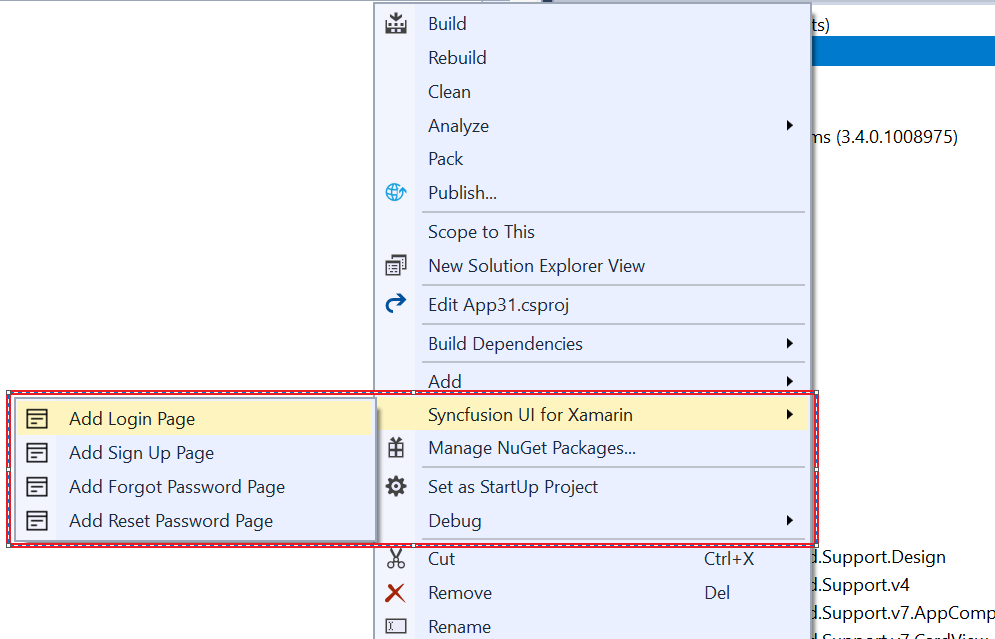 Build
ts)
Rebuild
Clean
Analyze
ms (3.4.0.1008975)
Pack
Publish...
Scope to This
New Solution Explorer View
Edit App31.csproj
Build Dependencies
Add
Syncfusion UI for Xamarin
Add Login Page
Manage NuGet Packages...
Add Sign Up Page
Set as StartUp Project
Add Forgot Password Page
Debug
Add Reset Password Page
Cut Ctrl+X
d.Support.Design
Remove Del
d.Support.v4
d.Support.v7.AppComp
Rename
d.Support.v7.CardView